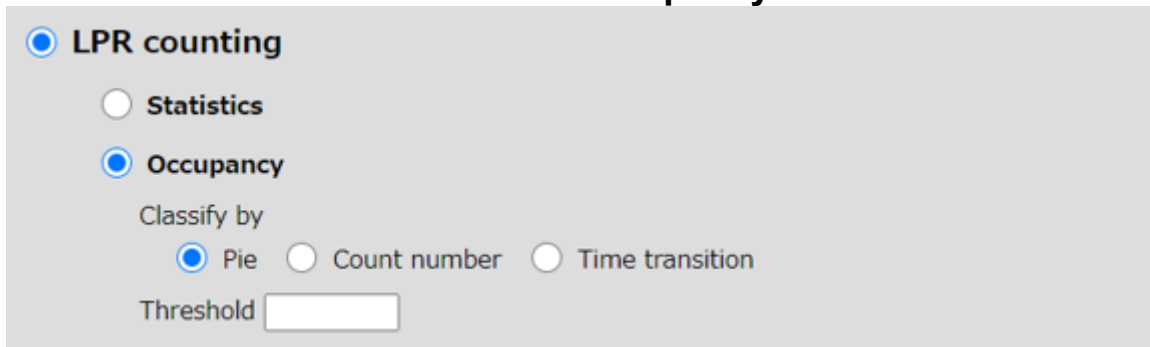 LPR counting
Statistics
Occupancy
Classify by
Pie Count number Time transition
Threshold